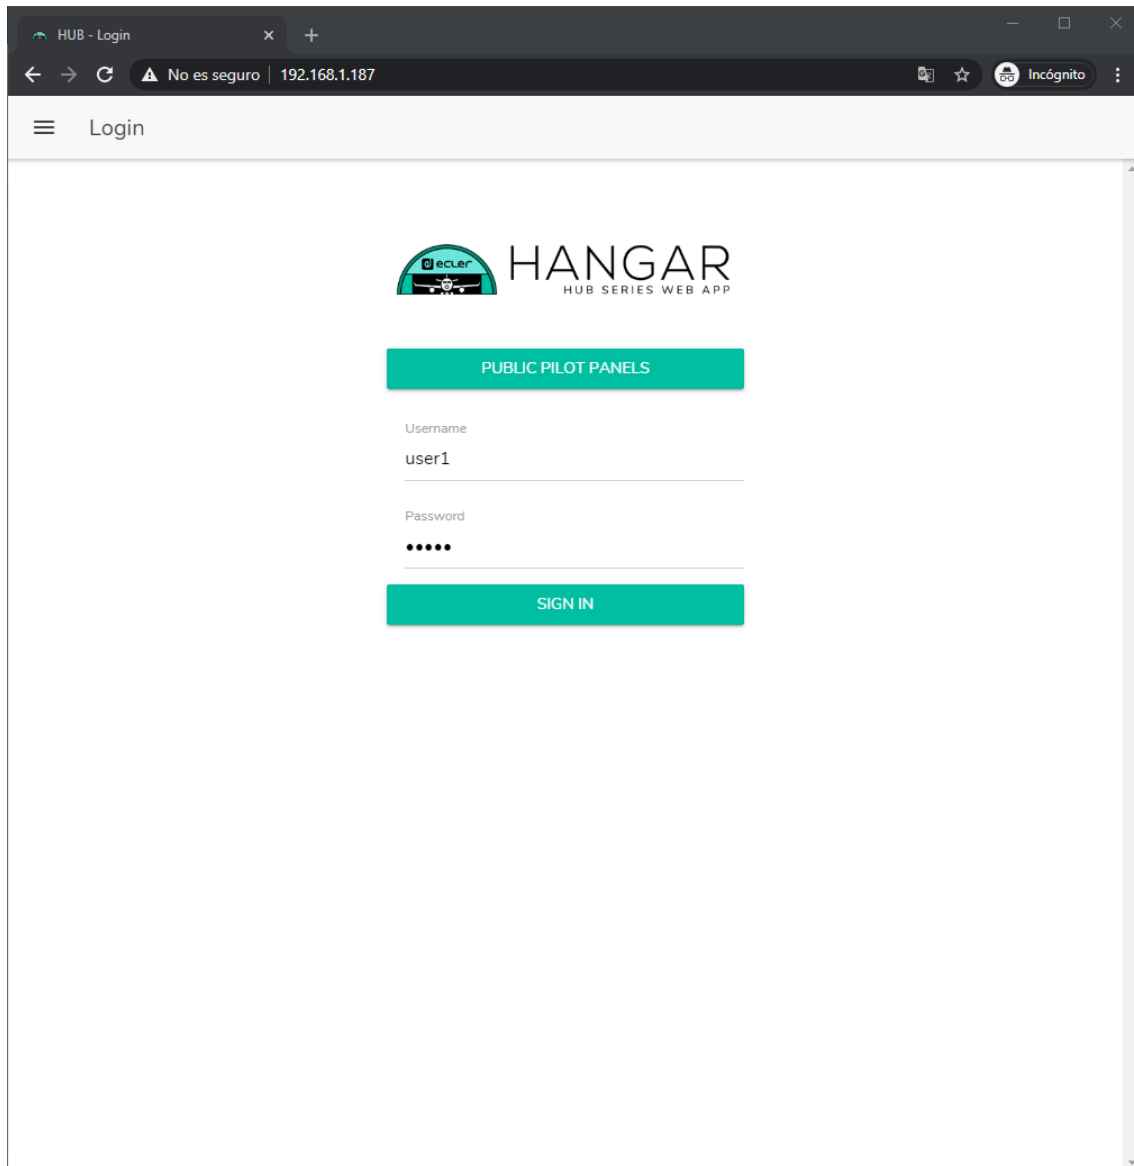 HUB - Login
No es seguro | 192.168.1.187
Incógnito
Login
ecler
HANGAR
HUB SERIES WEB APP
PUBLIC PILOT PANELS
Username
user1
Password
•••••
SIGN IN